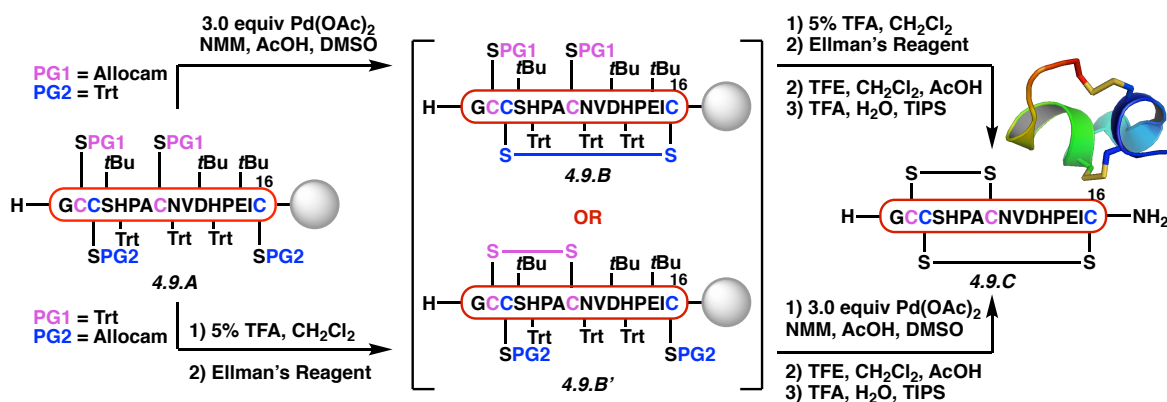 3.0 equiv Pd(OAc)2
NMM, AcOH, DMSO
PG1 = Allocam
PG2 = Trt
SPG1 SPG1
tBu tBu tBu
16
H GCCSHPACNVDHPEIC
Trt Trt Trt
SPG2 SPG2
4.9.A
PG1 = Trt
PG2 = Allocam
1) 5% TFA, CH2Cl2
2) Ellman's Reagent
SPG1 SPG1
tBu tBu tBu
16
H GCCSHPACNVDHPEIC
Trt Trt Trt
S S
4.9.B
OR
S S
tBu tBu tBu
16
H GCCSHPACNVDHPEIC
Trt Trt Trt
SPG2 SPG2
4.9.B'
1) 5% TFA, CH2Cl2
2) Ellman's Reagent
2) TFE, CH2Cl2, AcOH
3) TFA, H2O, TIPS
S S
16
H GCCSHPACNVDHPEIC NH2
S S
4.9.C
1) 3.0 equiv Pd(OAc)2
NMM, AcOH, DMSO
2) TFE, CH2Cl2, AcOH
3) TFA, H2O, TIPS